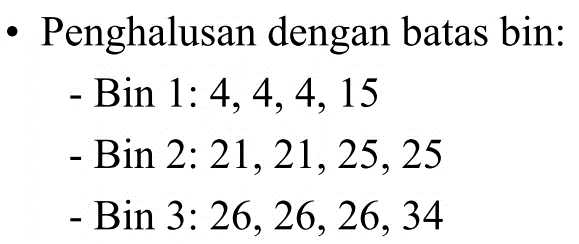 • Penghalusan dengan batas bin:
- Bin 1: 4, 4, 4, 15
- Bin 2: 21, 21, 25, 25
- Bin 3: 26, 26, 26, 34